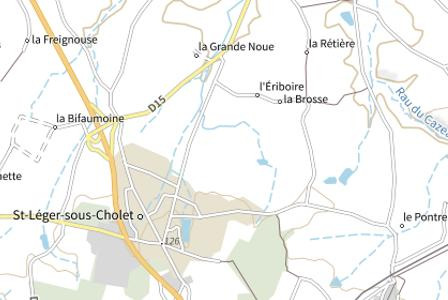 la Freignouse
la Grande Noue
la Rétière
l'Ériboire
la Brosse
D15
la Bifaumoine
Rau du Caze
nette
St-Léger-sous-Cholet
le Pontre
126